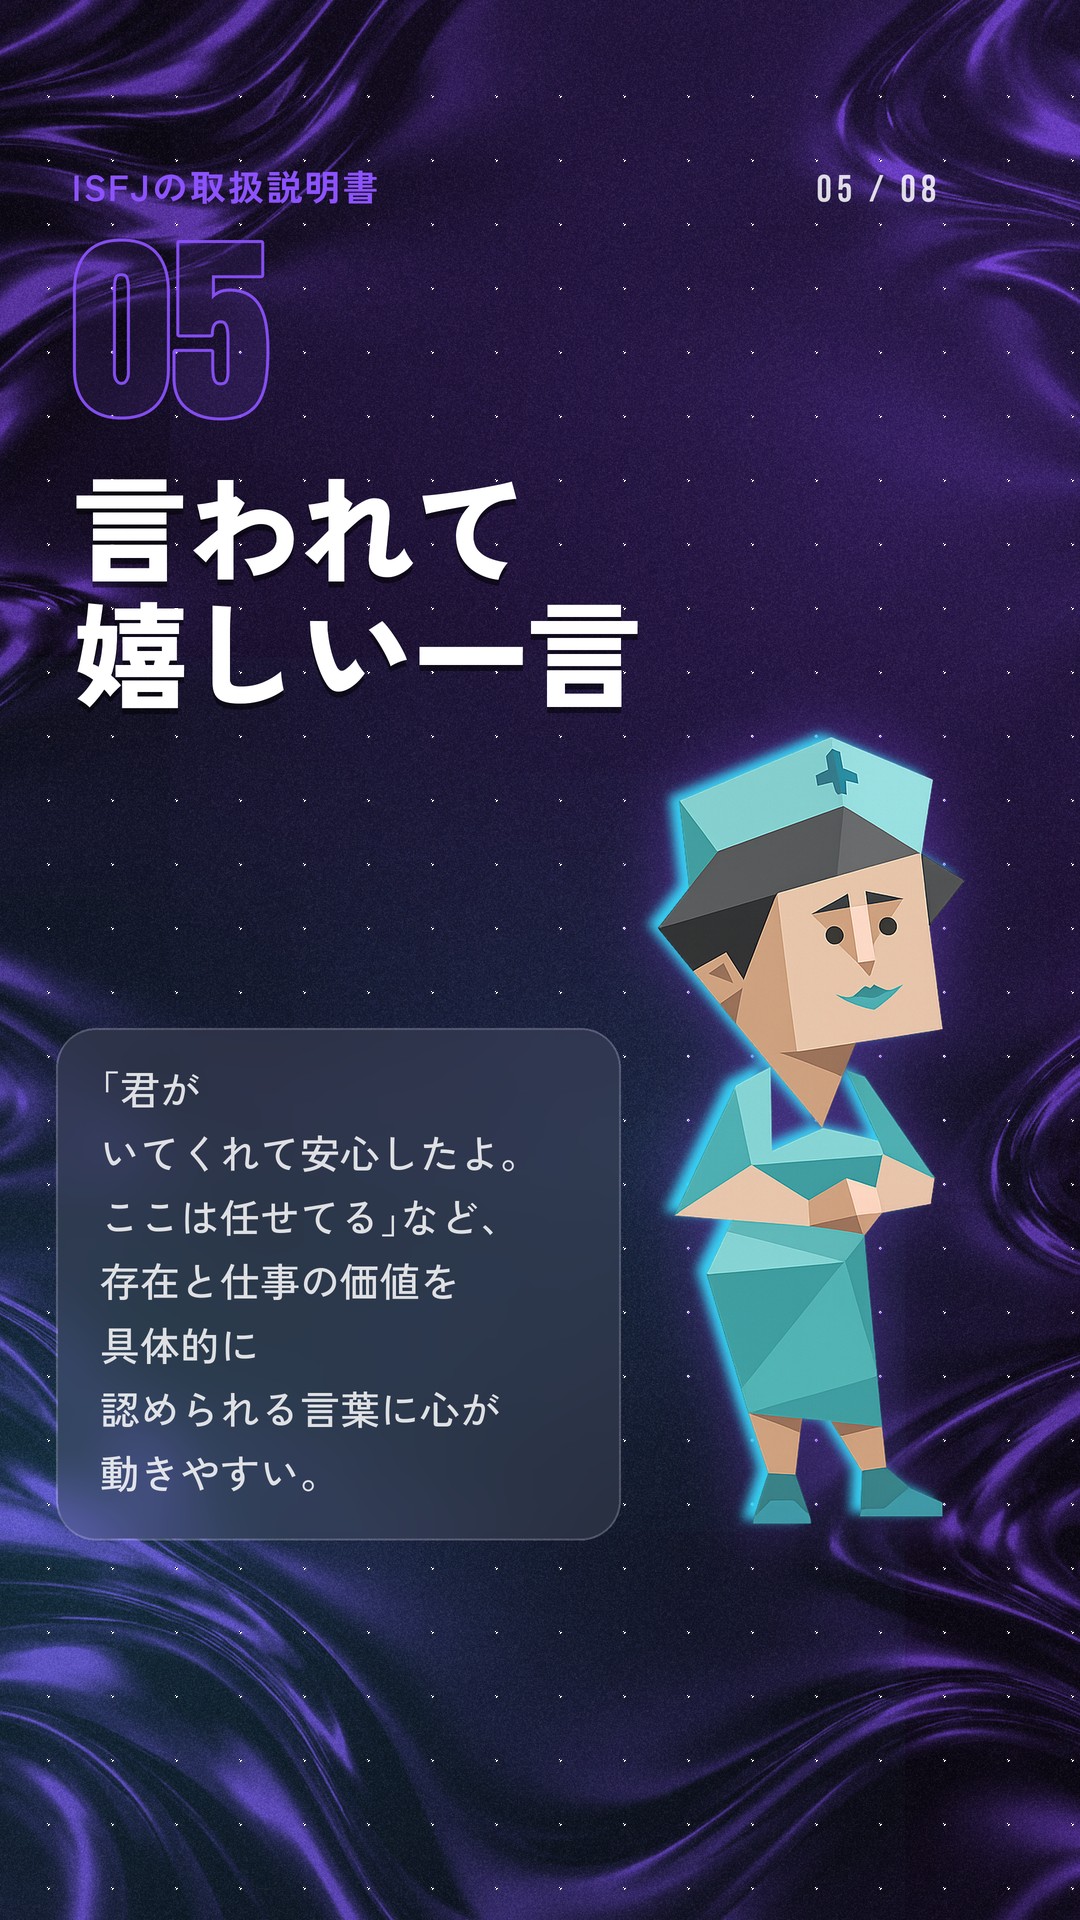 ISFJの取扱説明書
05 / 08
05
言われて
嬉しい一言
「君が
いてくれて安心したよ。
ここは任せてる」など、
存在と仕事の価値を
具体的に
認められる言葉に心が
動きやすい。